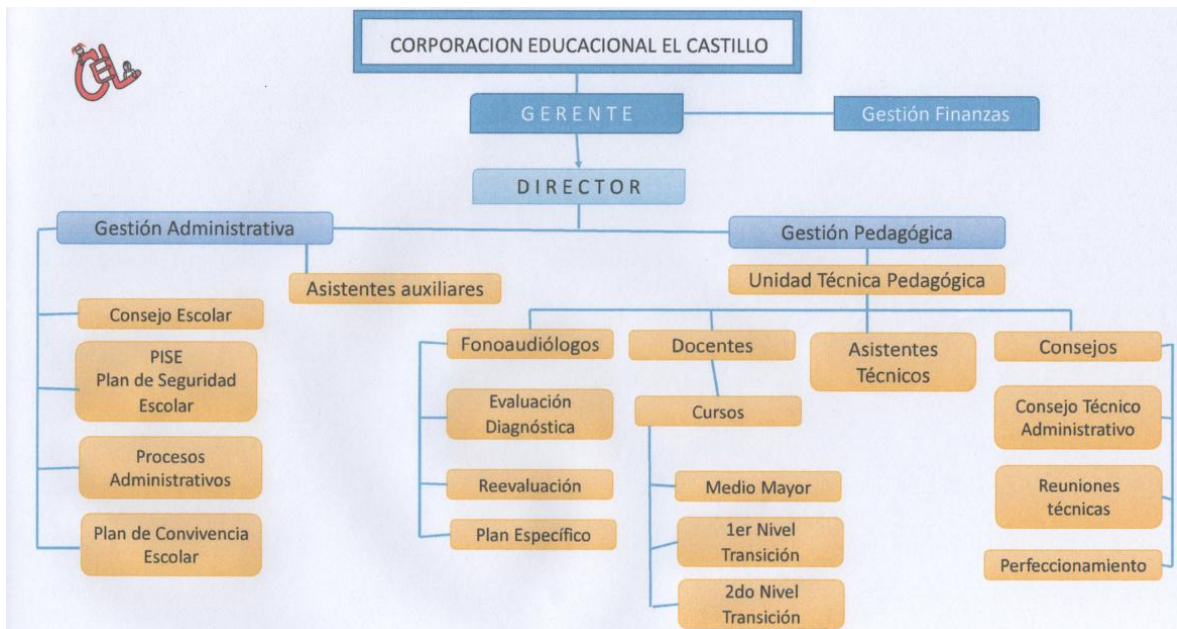 CEL
CORPORACION EDUCACIONAL EL CASTILLO
GERENTE
Gestión Finanzas
DIRECTOR
Gestión Administrativa
Gestión Pedagógica
Asistentes auxiliares
Unidad Técnica Pedagógica
Consejo Escolar
PISE
Plan de Seguridad
Escolar
Procesos
Administrativos
Plan de Convivencia
Escolar
Fonoaudiólogos
Evaluación
Diagnóstica
Reevaluación
Plan Específico
Docentes
Cursos
Medio Mayor
1er Nivel
Transición
2do Nivel
Transición
Asistentes
Técnicos
Consejos
Consejo Técnico
Administrativo
Reuniones
técnicas
Perfeccionamiento